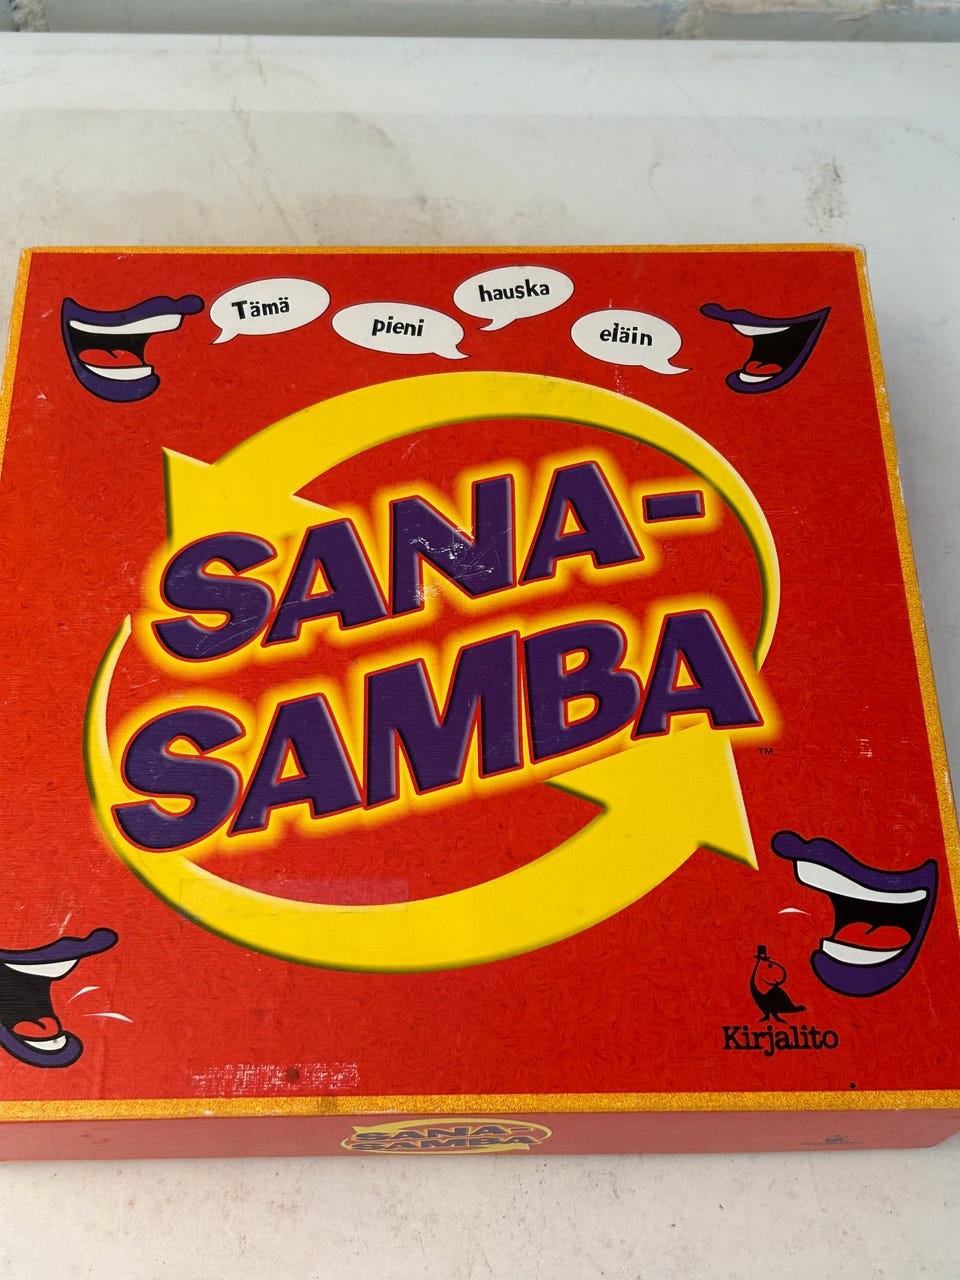 Tämä
pieni
hauska
eläin
SANA-
SAMBA
TM
Kirjalito
SANA-
SAMBA